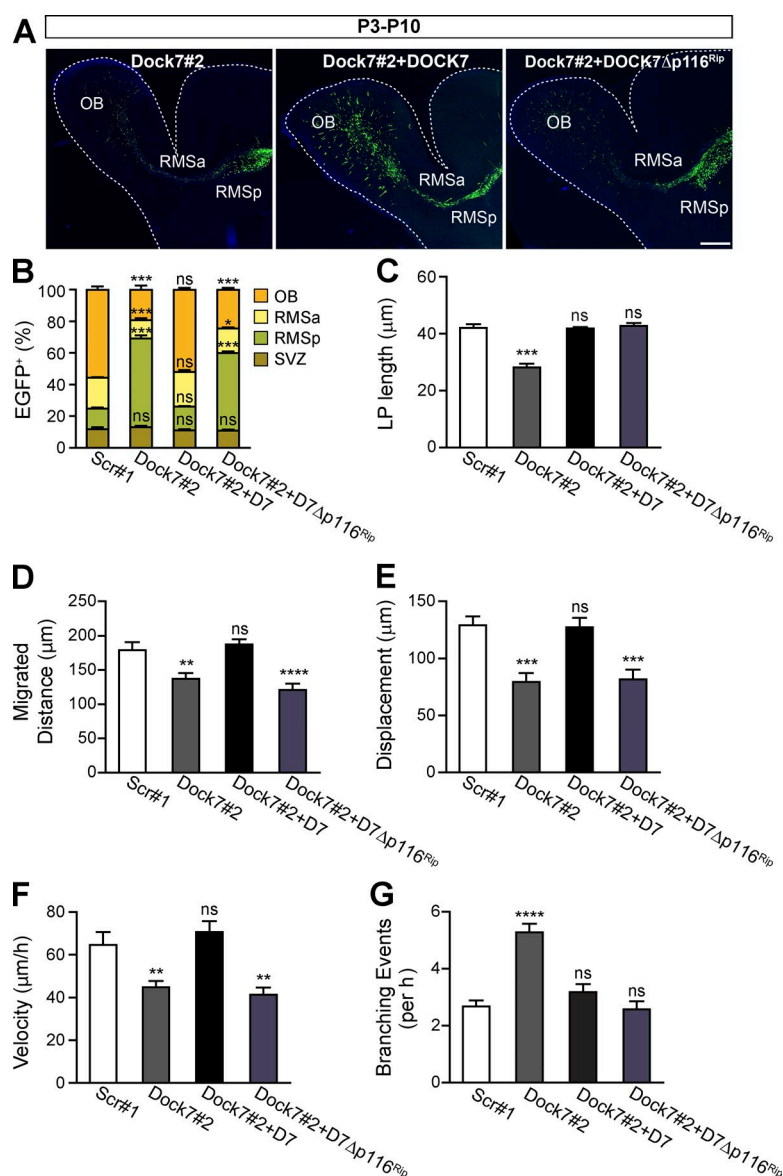 P3-P10
A
Dock7#2
Dock7#2+DOCK7
Dock7#2+DOCK7Δp116Rip
OB
RMSa
RMSp
OB
RMSa
RMSp
OB
RMSa
RMSp
B
EGFP+ (%)
100
80
60
40
20
0
***
***
***
ns
ns
ns
ns
ns
***
*
***
ns
OB
RMSa
RMSp
SVZ
Scr#1
Dock7#2
Dock7#2+D7
Dock7#2+D7Δp116Rip
C
LP length (μm)
60
40
20
0
***
ns
ns
Scr#1
Dock7#2
Dock7#2+D7
Dock7#2+D7Δp116Rip
D
Migrated
Distance (μm)
250
200
150
100
50
0
**
ns
****
Scr#1
Dock7#2
Dock7#2+D7
Dock7#2+D7Δp116Rip
E
Displacement (μm)
150
100
50
0
***
ns
***
Scr#1
Dock7#2
Dock7#2+D7
Dock7#2+D7Δp116Rip
F
Velocity (μm/h)
80
60
40
20
0
**
ns
**
Scr#1
Dock7#2
Dock7#2+D7
Dock7#2+D7Δp116Rip
G
Branching Events
(per h)
6
4
2
0
****
ns
ns
Scr#1
Dock7#2
Dock7#2+D7
Dock7#2+D7Δp116Rip